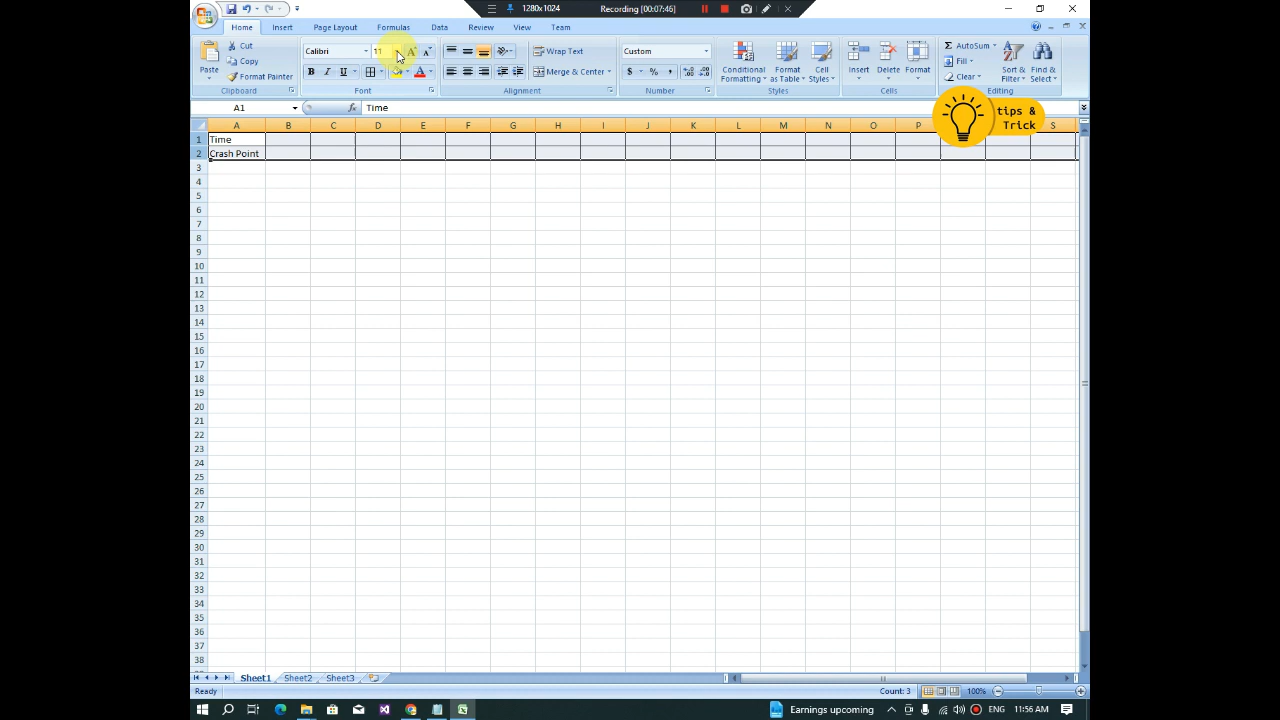 1280x1024 Recording [00:07:46]
Home Insert Page Layout Formulas Data Review View Team
Paste
Cut
Copy
Format Painter
Clipboard
Calibri 11
B I U
Font
Wrap Text
Merge & Center
Alignment
Custom
$ % ,
Number
Conditional Formatting
Format as Table
Cell Styles
Styles
Insert Delete Format
Cells
AutoSum
Fill
Clear
Sort & Filter
Find & Select
Editing
A1 fx Time
tips &
Trick
A B C D E F G H I J K L M N O P S
1 Time
2 Crash Point
3
4
5
6
7
8
9
10
11
12
13
14
15
16
17
18
19
20
21
22
23
24
25
26
27
28
29
30
31
32
33
34
35
36
37
38
Sheet1 Sheet2 Sheet3
Ready Count: 3 100%
Earnings upcoming ENG 11:56 AM